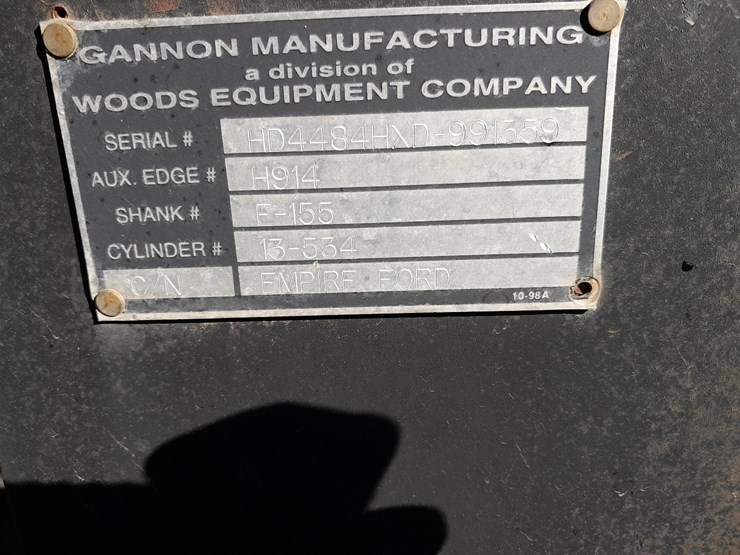 GANNON MANUFACTURING
a division of
WOODS EQUIPMENT COMPANY
SERIAL # HD4484HXD-991359
AUX. EDGE # H914
SHANK # F-155
CYLINDER # 13-534
C/N EMPIRE FORD
10-98A